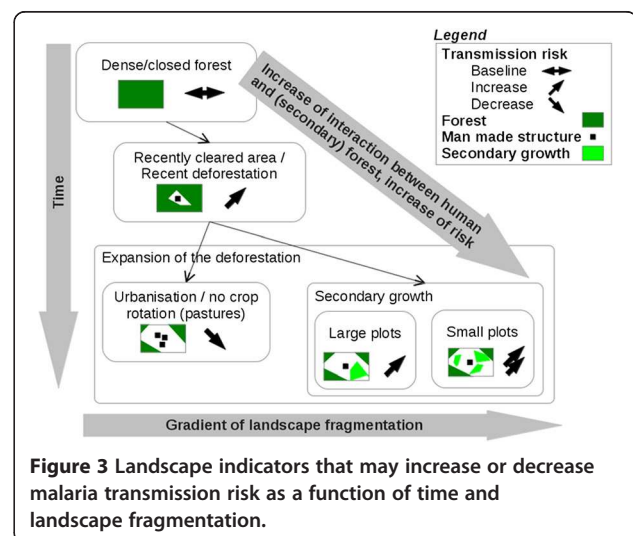 Legend
Transmission risk
Baseline
Increase
Decrease
Forest
Man made structure
Secondary growth
Dense/closed forest
Increase of interaction between human
and (secondary) forest, increase of risk
Time
Recently cleared area /
Recent deforestation
Expansion of the deforestation
Urbanisation / no crop
rotation (pastures)
Secondary growth
Large plots
Small plots
Gradient of landscape fragmentation
Figure 3 Landscape indicators that may increase or decrease
malaria transmission risk as a function of time and
landscape fragmentation.